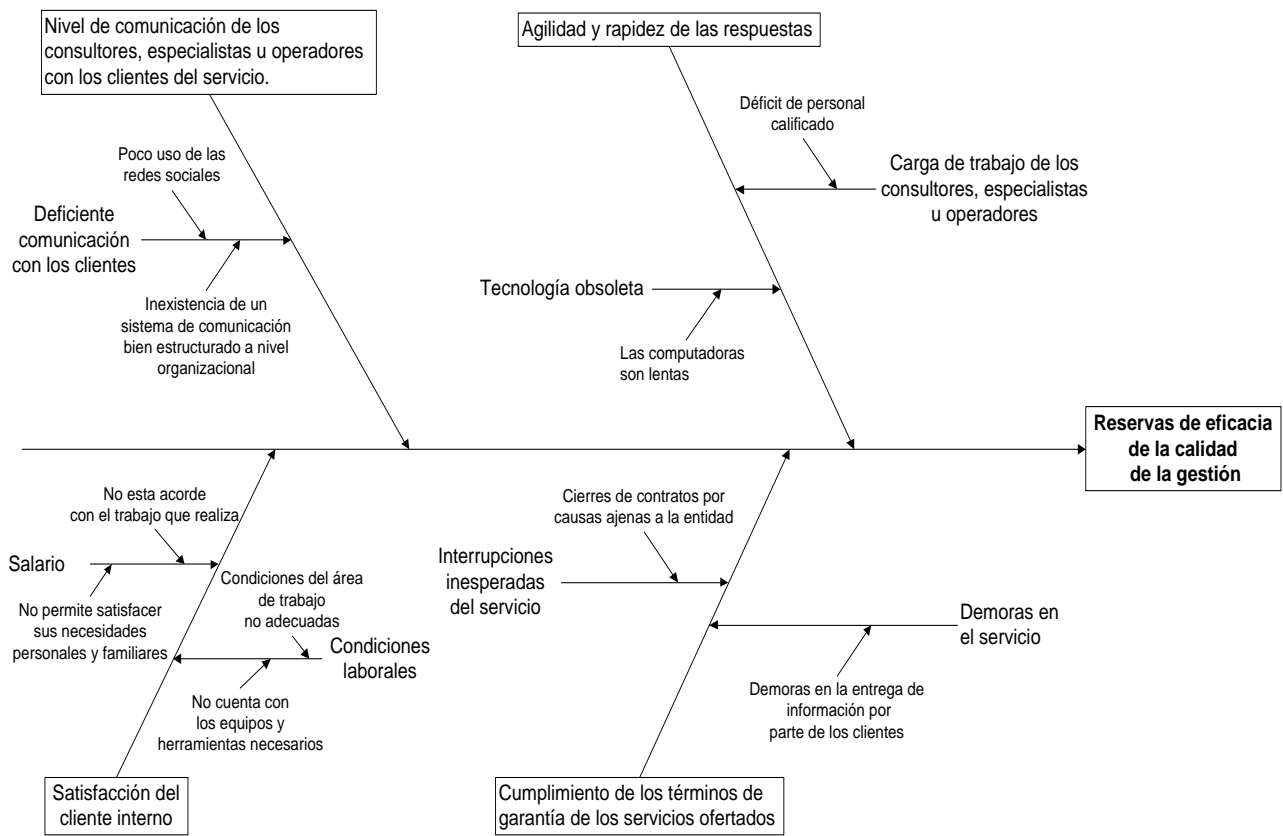 Nivel de comunicación de los
consultores, especialistas u operadores
con los clientes del servicio.
Agilidad y rapidez de las respuestas
Poco uso de las
redes sociales
Deficiente
comunicación
con los clientes
Inexistencia de un
sistema de comunicación
bien estructurado a nivel
organizacional
Déficit de personal
calificado
Carga de trabajo de los
consultores, especialistas
u operadores
Tecnología obsoleta
Las computadoras
son lentas
Reservas de eficacia
de la calidad
de la gestión
No esta acorde
con el trabajo que realiza
Salario
No permite satisfacer
sus necesidades
personales y familiares
Condiciones del área
de trabajo
no adecuadas
Condiciones
laborales
No cuenta con
los equipos y
herramientas necesarios
Satisfacción del
cliente interno
Cierres de contratos por
causas ajenas a la entidad
Interrupciones
inesperadas
del servicio
Demoras en
el servicio
Demoras en la entrega de
información por
parte de los clientes
Cumplimiento de los términos de
garantía de los servicios ofertados